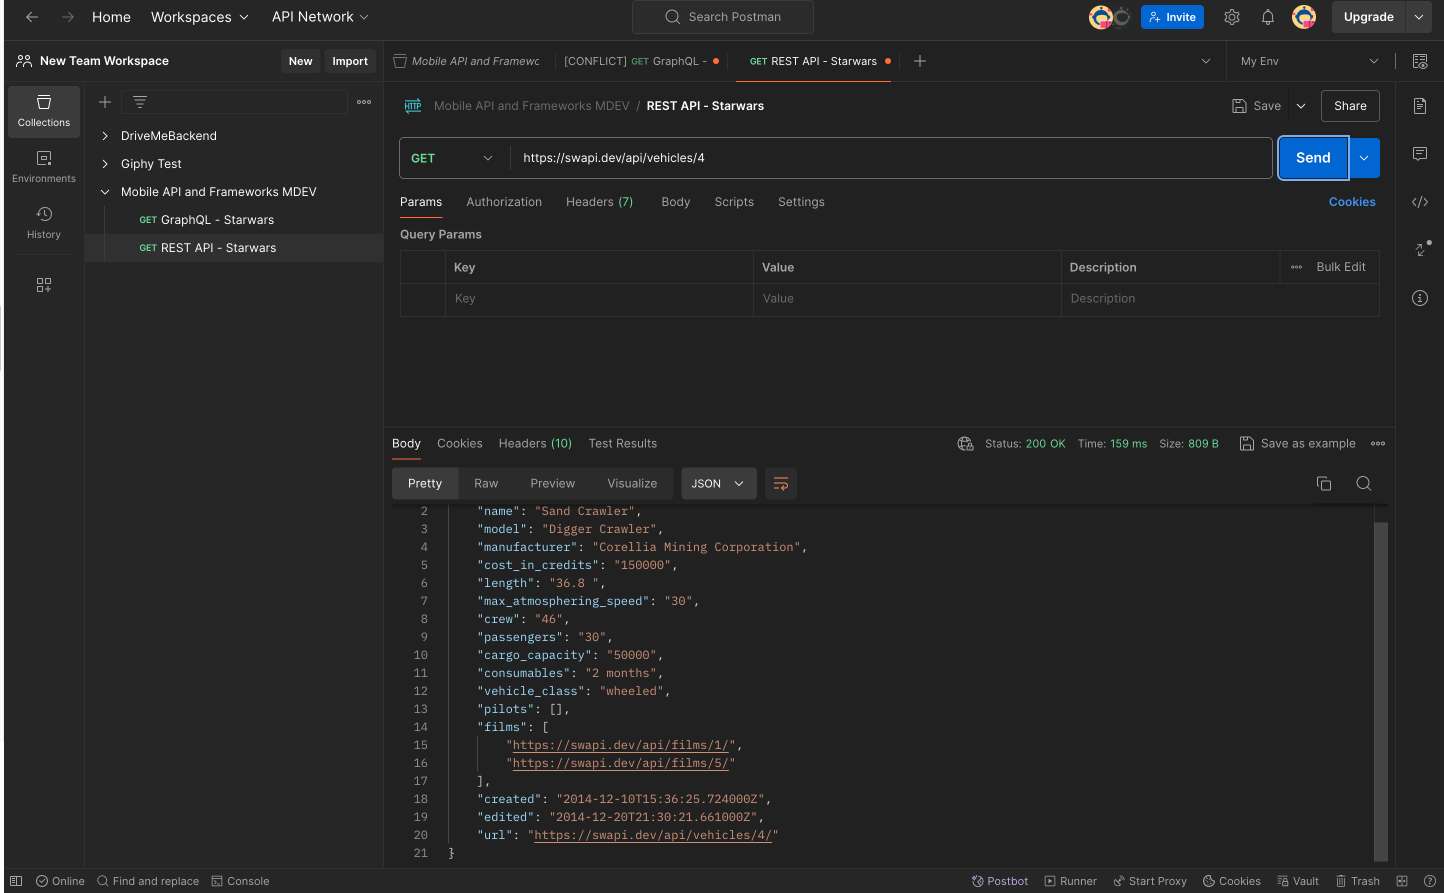 Home Workspaces API Network Search Postman Invite Upgrade
New Team Workspace New Import Mobile API and Framewc [CONFLICT] GET GraphQL - GET REST API - Starwars My Env
Collections
Environments
History
DriveMeBackend
Giphy Test
Mobile API and Frameworks MDEV
GET GraphQL - Starwars
GET REST API - Starwars
HTTP Mobile API and Frameworks MDEV / REST API - Starwars Save Share
GET https://swapi.dev/api/vehicles/4 Send
Params Authorization Headers (7) Body Scripts Settings Cookies
Query Params
Key Value Description Bulk Edit
Key Value Description
Body Cookies Headers (10) Test Results Status: 200 OK Time: 159 ms Size: 809 B Save as example
Pretty Raw Preview Visualize JSON
2 "name": "Sand Crawler",
3 "model": "Digger Crawler",
4 "manufacturer": "Corellia Mining Corporation",
5 "cost_in_credits": "150000",
6 "length": "36.8 ",
7 "max_atmosphering_speed": "30",
8 "crew": "46",
9 "passengers": "30",
10 "cargo_capacity": "50000",
11 "consumables": "2 months",
12 "vehicle_class": "wheeled",
13 "pilots": [],
14 "films": [
15 "https://swapi.dev/api/films/1/",
16 "https://swapi.dev/api/films/5/"
17 ],
18 "created": "2014-12-10T15:36:25.724000Z",
19 "edited": "2014-12-20T21:30:21.661000Z",
20 "url": "https://swapi.dev/api/vehicles/4/"
21 }
Online Find and replace Console Postbot Runner Start Proxy Cookies Vault Trash